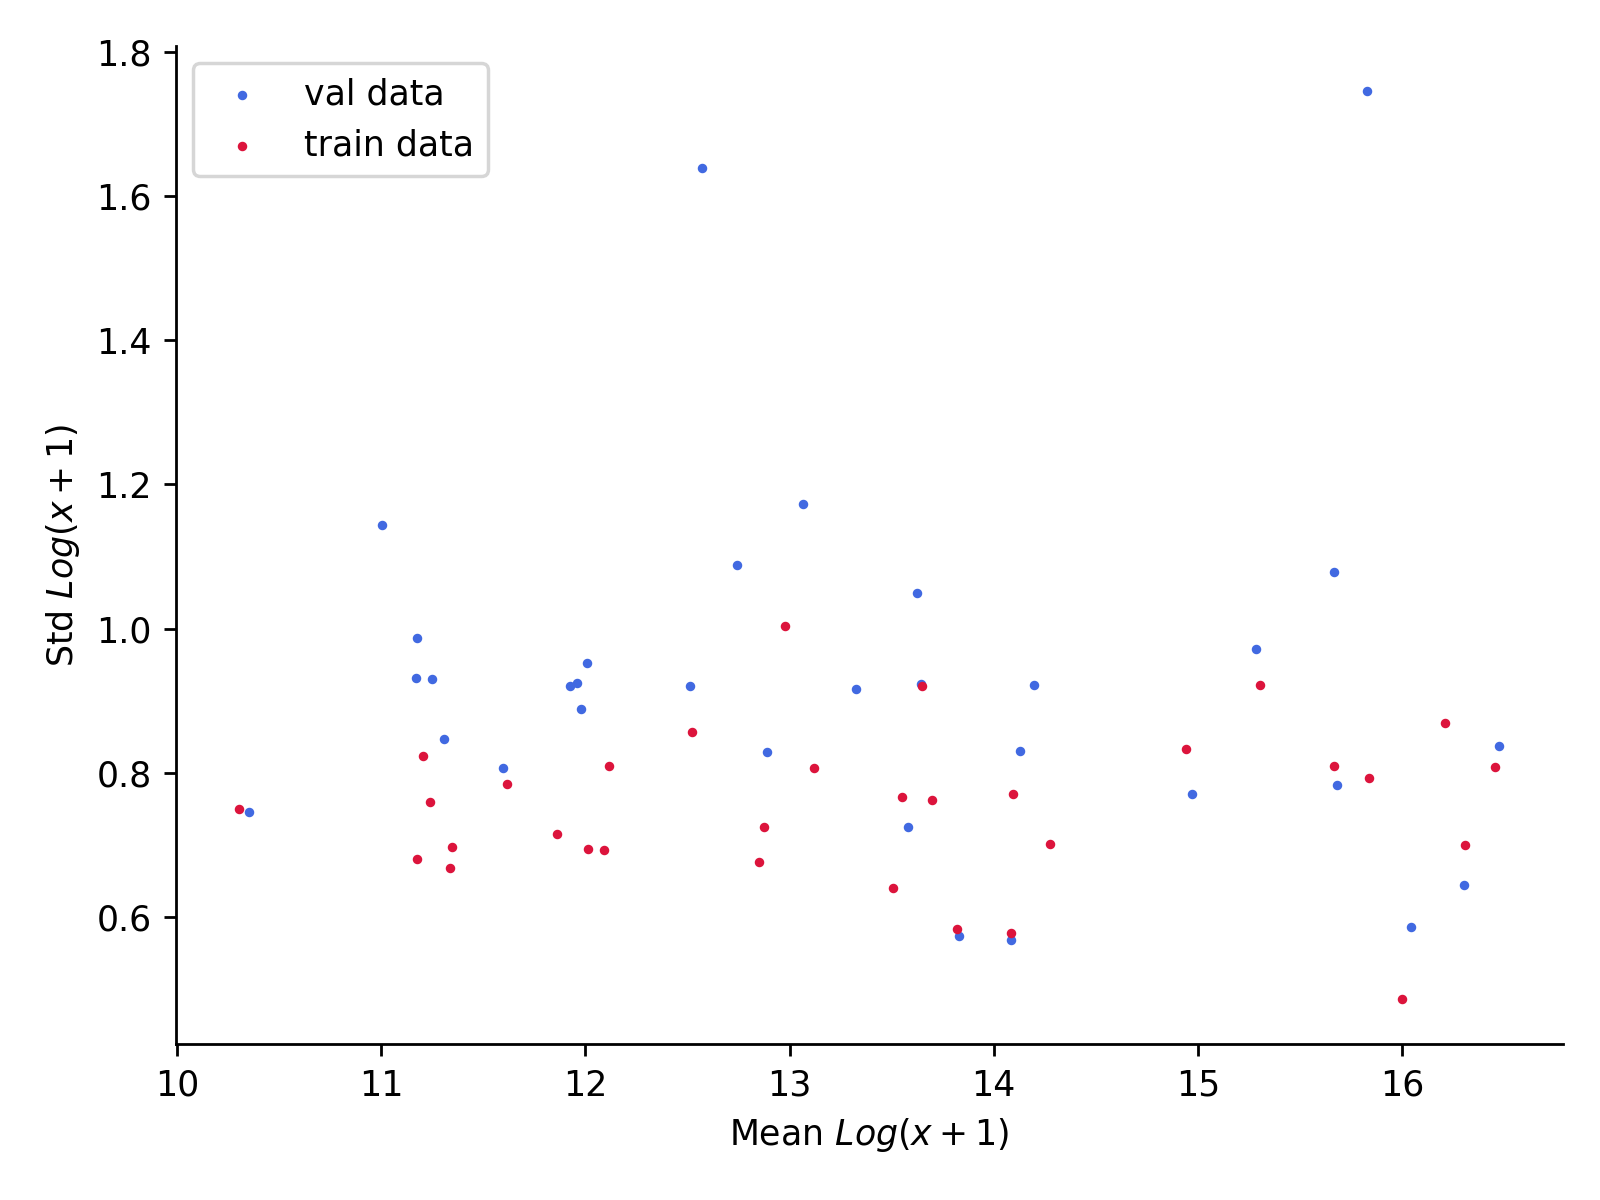 val data
train data
1.8
1.6
1.4
1.2
1.0
0.8
0.6
Std Log(x + 1)
10 11 12 13 14 15 16
Mean Log(x + 1)